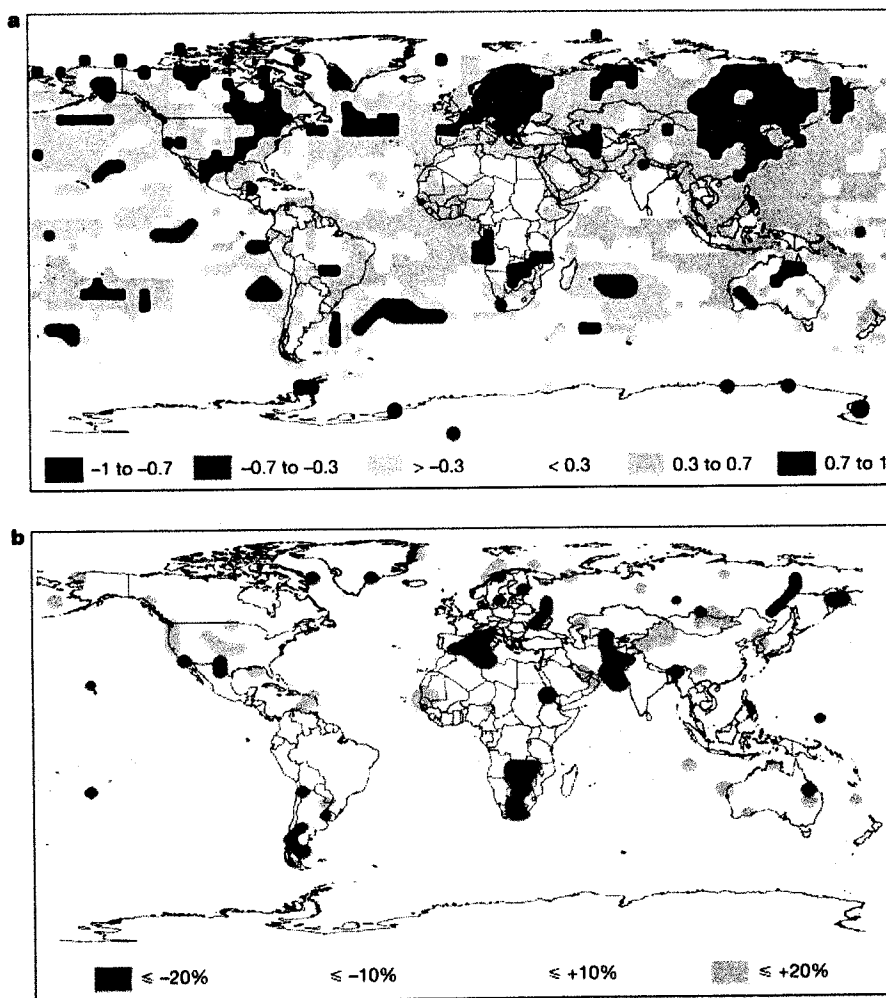 a
−1 to −0.7 −0.7 to −0.3 > −0.3 < 0.3 0.3 to 0.7 0.7 to 1
b
⩽ −20% ⩽ −10% ⩽ +10% ⩽ +20%